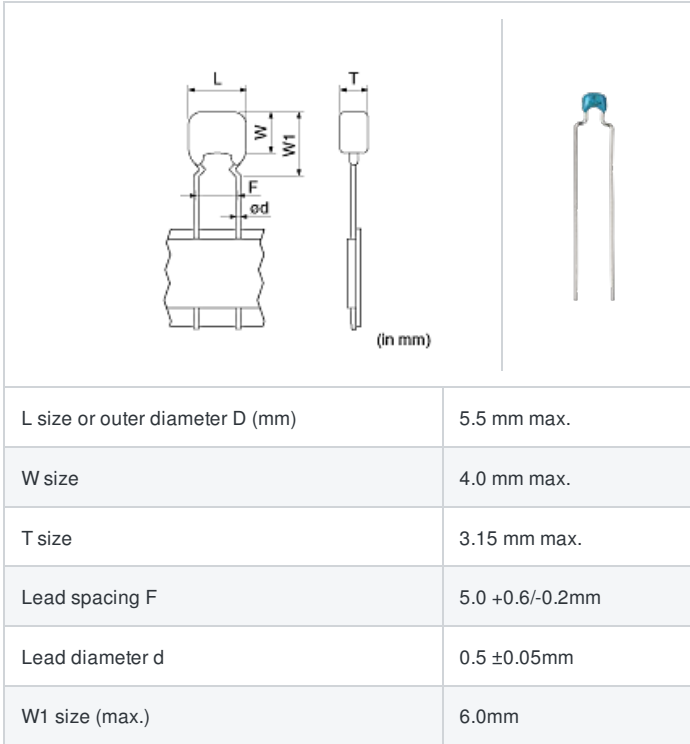 L
T
W
W1
F
ød
(in mm)
L size or outer diameter D (mm) 5.5 mm max.
W size 4.0 mm max.
T size 3.15 mm max.
Lead spacing F 5.0 +0.6/-0.2mm
Lead diameter d 0.5 ±0.05mm
W1 size (max.) 6.0mm